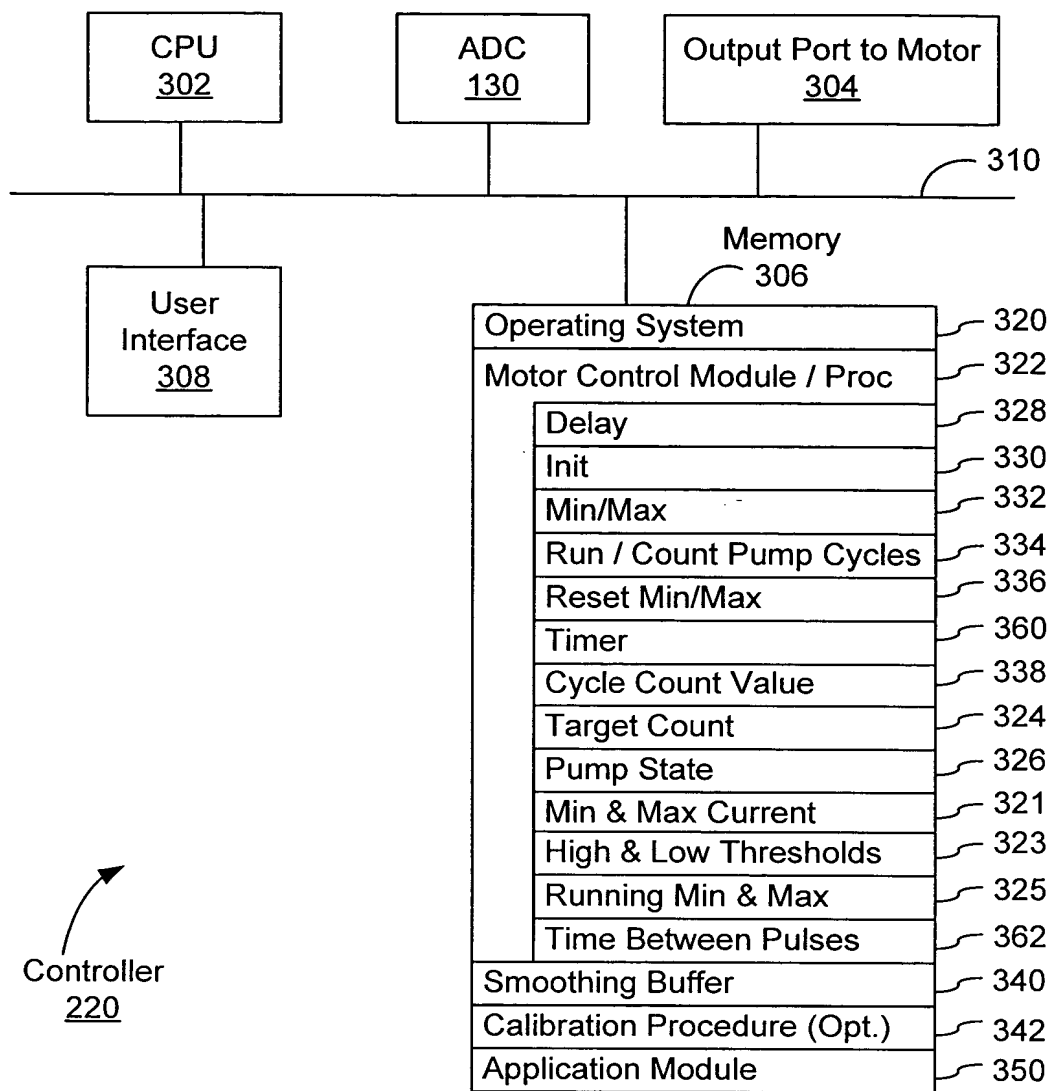 CPU
302
ADC
130
Output Port to Motor
304
310
User
Interface
308
Memory
306
Operating System 320
Motor Control Module / Proc 322
Delay 328
Init 330
Min/Max 332
Run / Count Pump Cycles 334
Reset Min/Max 336
Timer 360
Cycle Count Value 338
Target Count 324
Pump State 326
Min & Max Current 321
High & Low Thresholds 323
Running Min & Max 325
Time Between Pulses 362
Smoothing Buffer 340
Calibration Procedure (Opt.) 342
Application Module 350
Controller
220